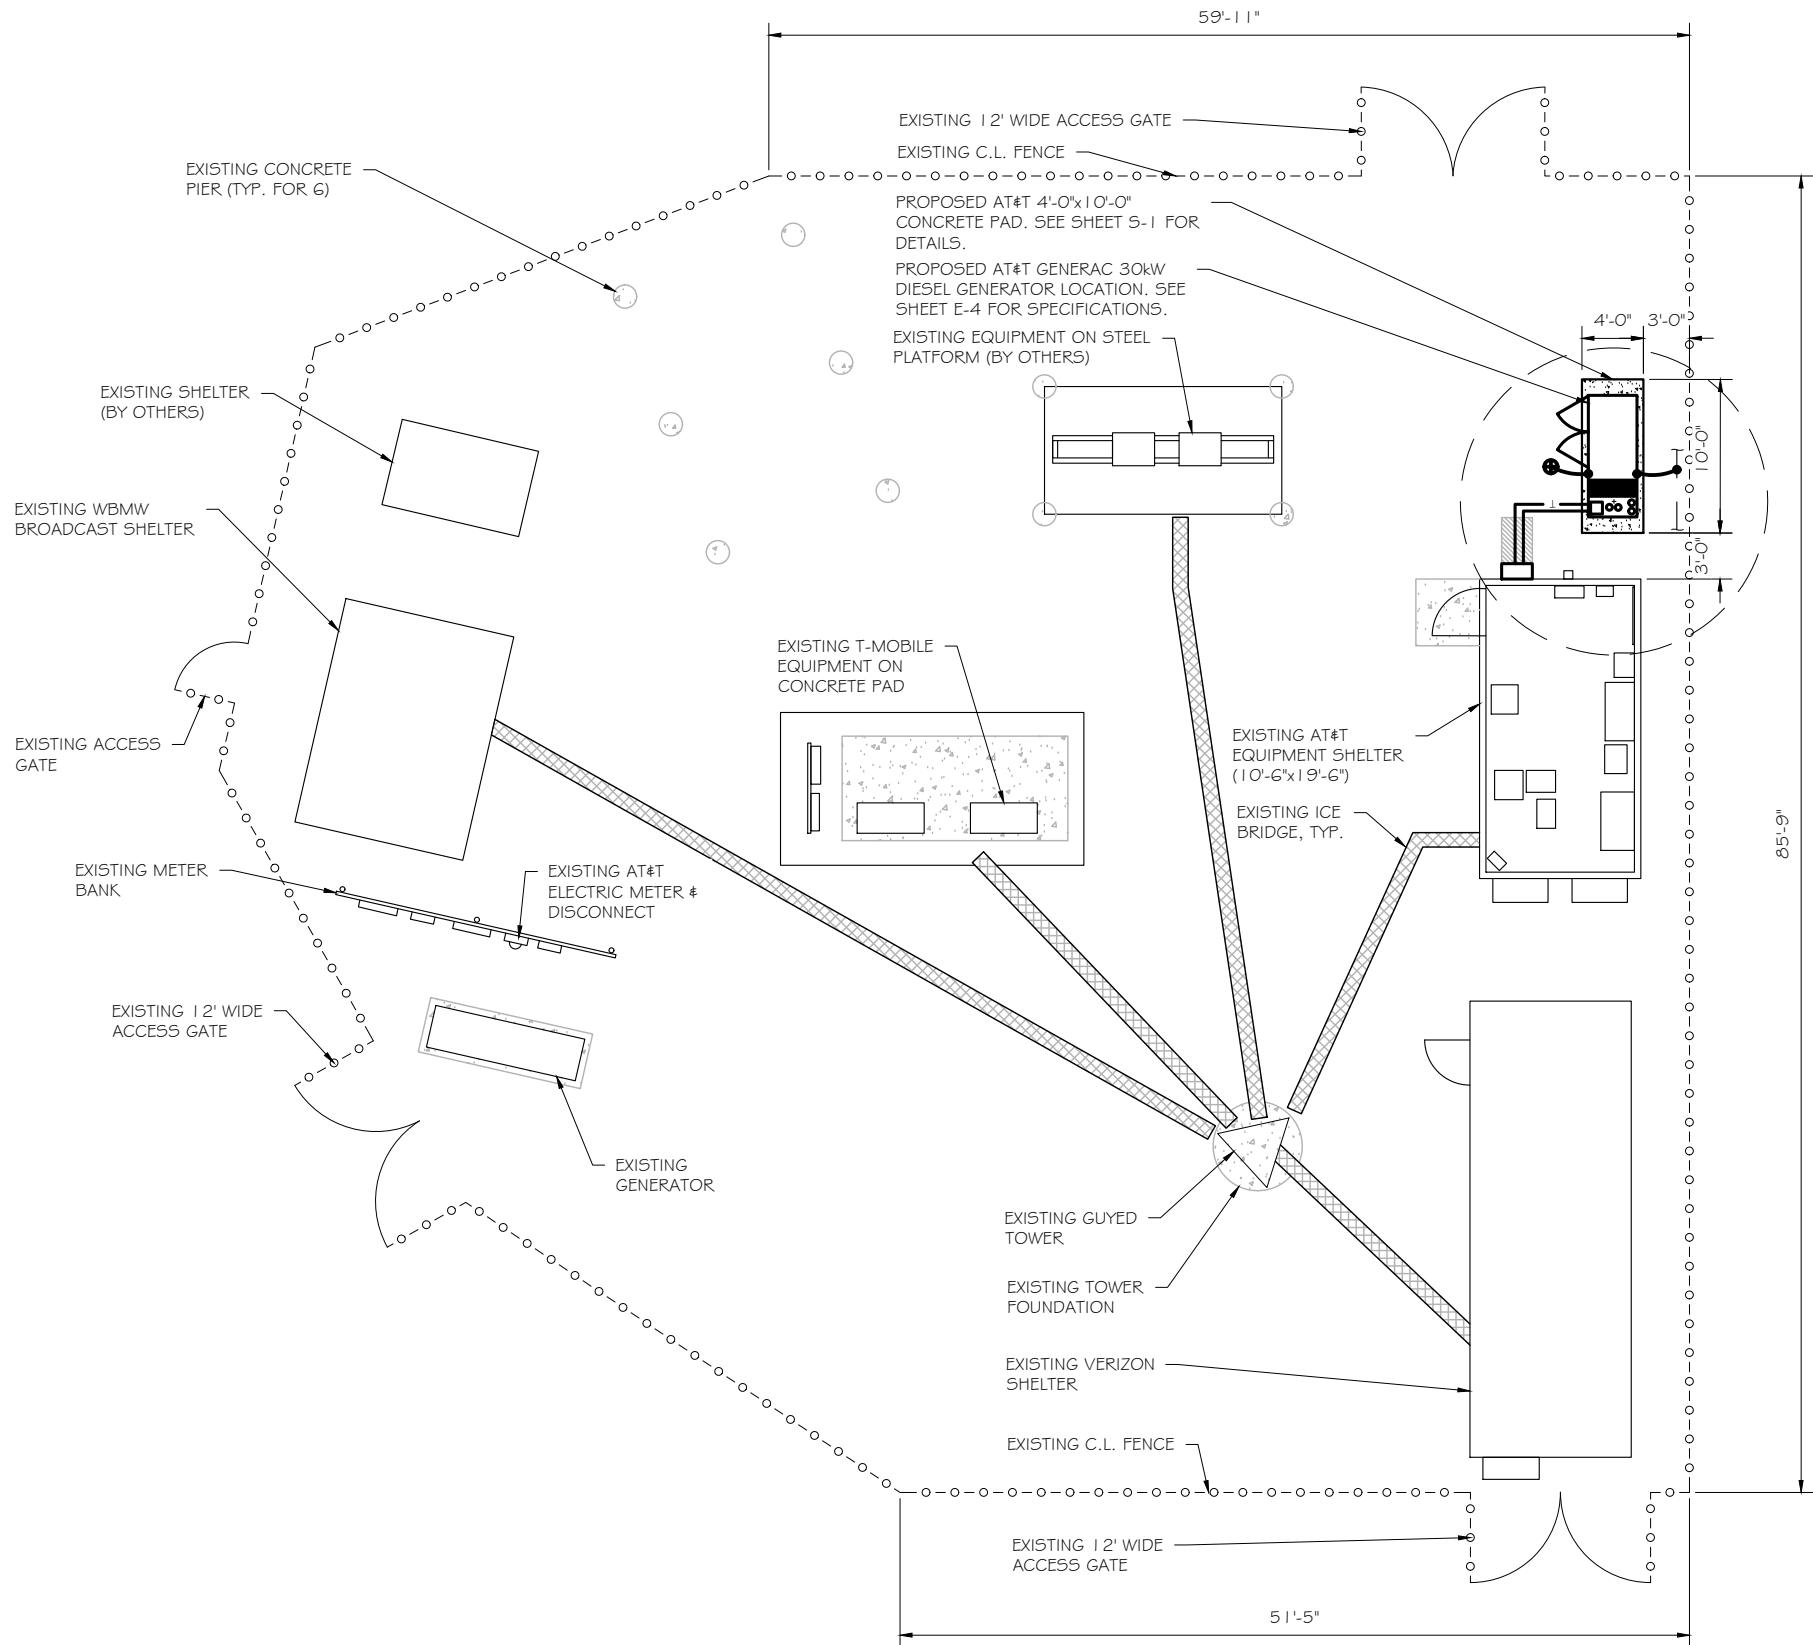 59'-11"
EXISTING 12' WIDE ACCESS GATE
EXISTING C.L. FENCE
EXISTING CONCRETE
PIER (TYP. FOR 6)
PROPOSED AT&T 4'-0"x10'-0"
CONCRETE PAD. SEE SHEET S-1 FOR
DETAILS.
PROPOSED AT&T GENERAC 30kW
DIESEL GENERATOR LOCATION. SEE
SHEET E-4 FOR SPECIFICATIONS.
4'-0"
3'-0"
EXISTING EQUIPMENT ON STEEL
PLATFORM (BY OTHERS)
EXISTING SHELTER
(BY OTHERS)
10'-0"
EXISTING WBMW
BROADCAST SHELTER
3'-0"
EXISTING T-MOBILE
EQUIPMENT ON
CONCRETE PAD
EXISTING ACCESS
GATE
EXISTING AT&T
EQUIPMENT SHELTER
(10'-6"x19'-6")
EXISTING ICE
BRIDGE, TYP.
85'-9"
EXISTING METER
BANK
EXISTING AT&T
ELECTRIC METER &
DISCONNECT
EXISTING 12' WIDE
ACCESS GATE
EXISTING
GENERATOR
EXISTING GUYED
TOWER
EXISTING TOWER
FOUNDATION
EXISTING VERIZON
SHELTER
EXISTING C.L. FENCE
EXISTING 12' WIDE
ACCESS GATE
51'-5"